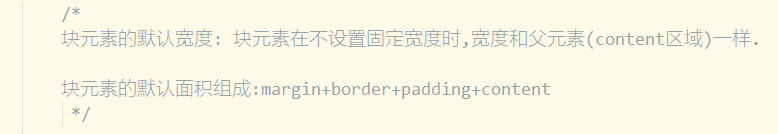 /*
块元素的默认宽度: 块元素在不设置固定宽度时,宽度和父元素(content区域)一样.
块元素的默认面积组成:margin+border+padding+content
*/